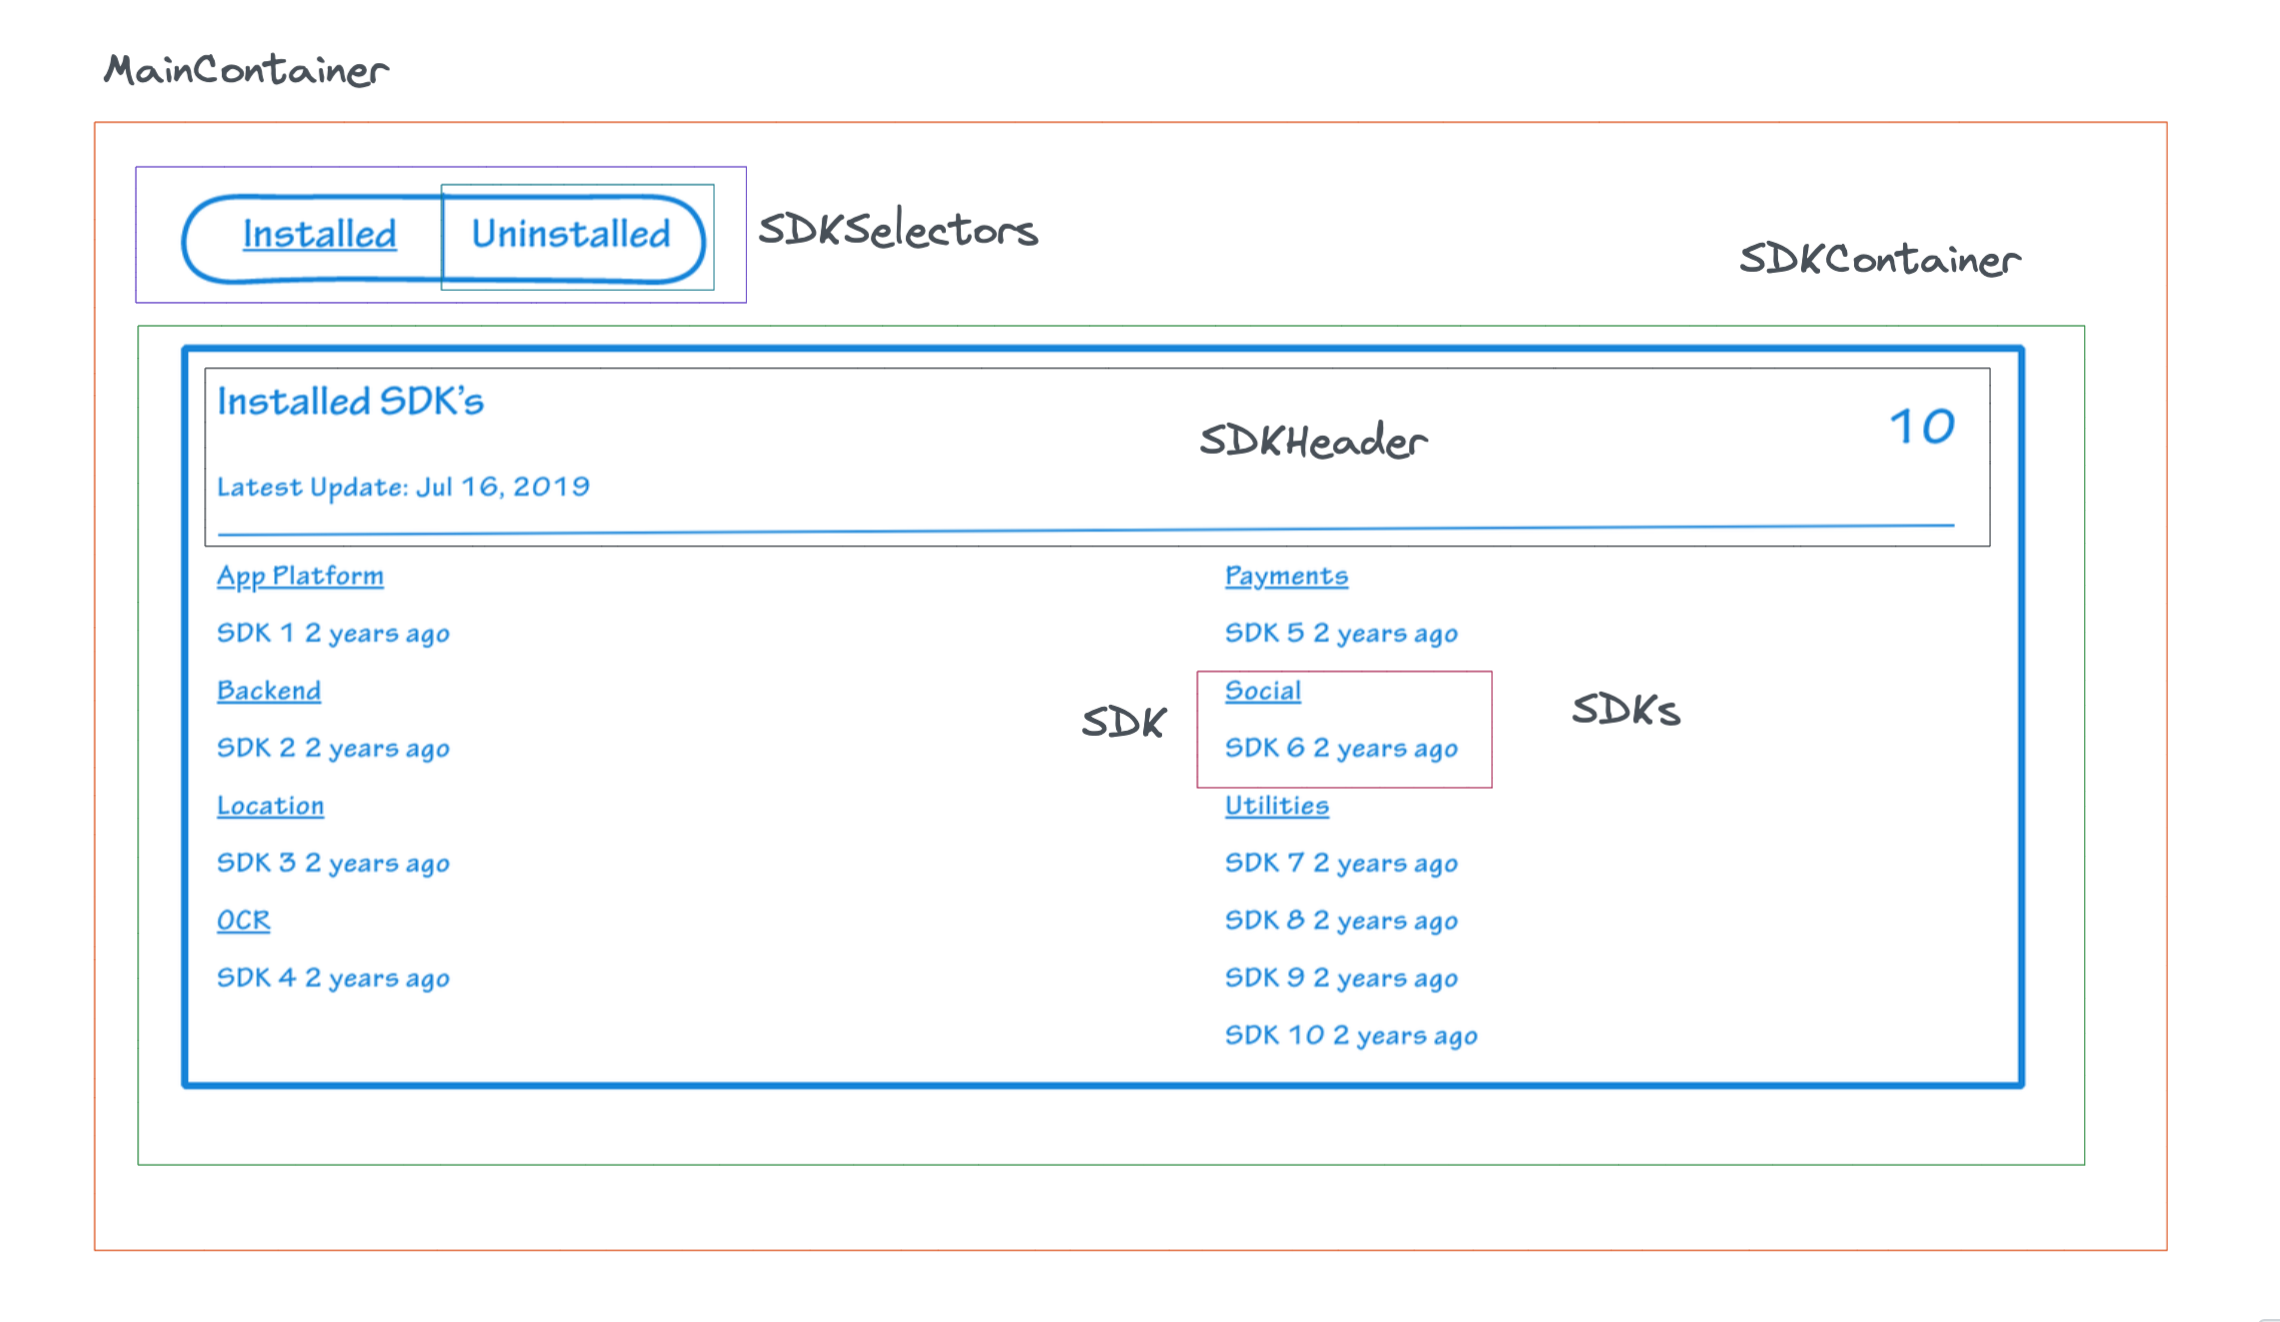 MainContainer
Installed
Uninstalled
SDKSelectors
SDKContainer
Installed SDK’s
SDKHeader
10
Latest Update: Jul 16, 2019
App Platform
SDK 1 2 years ago
Backend
SDK 2 2 years ago
Location
SDK 3 2 years ago
OCR
SDK 4 2 years ago
Payments
SDK 5 2 years ago
SDK
Social
SDK 6 2 years ago
SDKs
Utilities
SDK 7 2 years ago
SDK 8 2 years ago
SDK 9 2 years ago
SDK 10 2 years ago